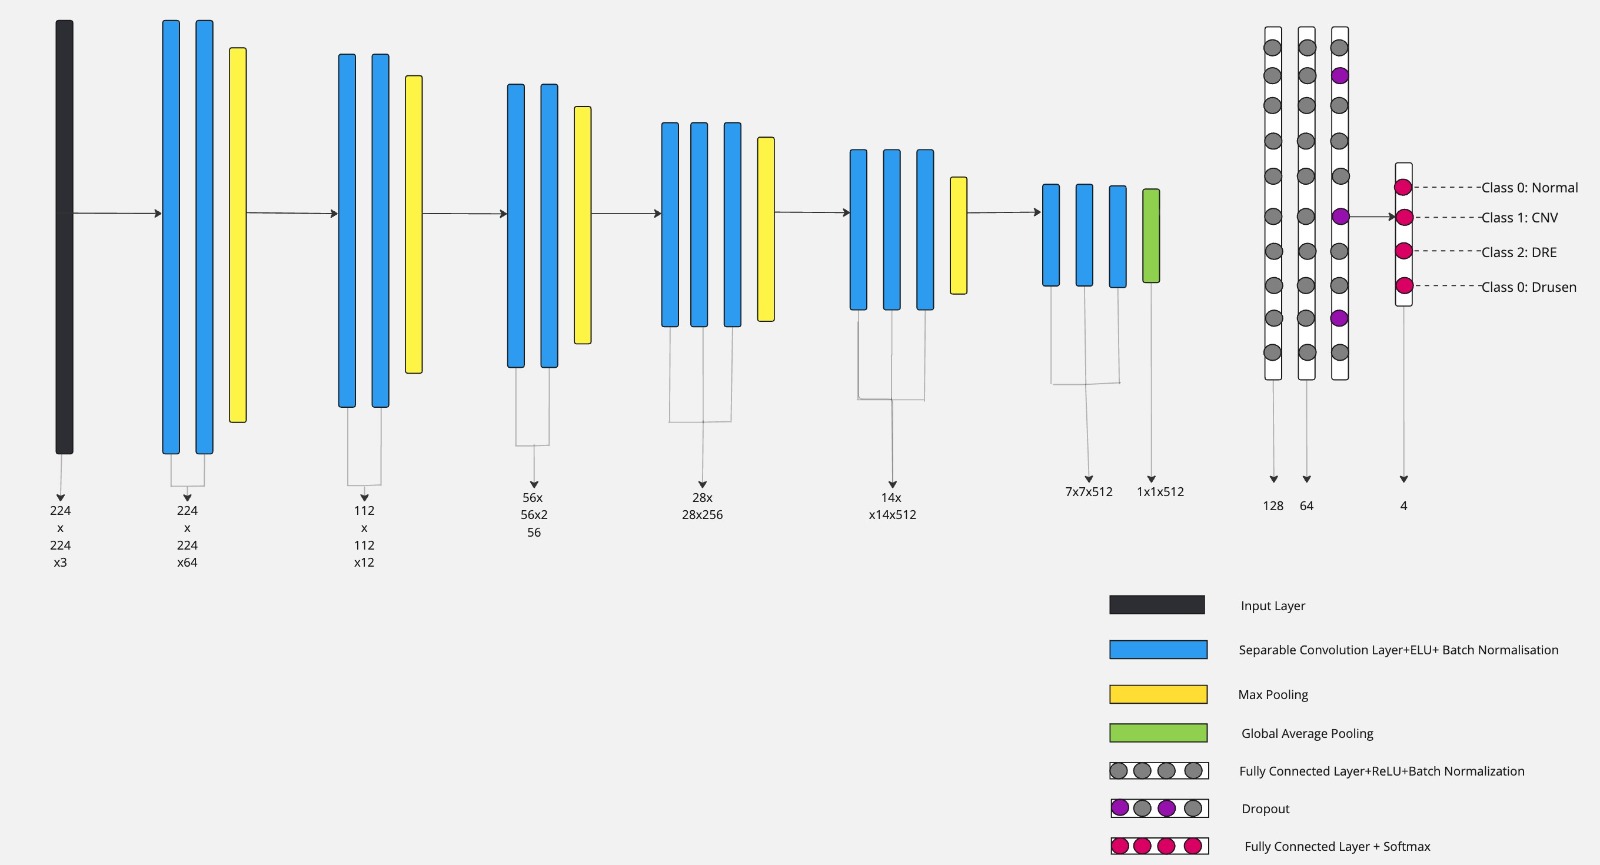 Class 0: Normal
Class 1: CNV
Class 2: DRE
Class 0: Drusen
224
x
224
x3
224
x
224
x64
112
x
112
x12
56x
56x2
56
28x
28x256
14x
x14x512
7x7x512
1x1x512
128
64
4
Input Layer
Separable Convolution Layer+ELU+ Batch Normalisation
Max Pooling
Global Average Pooling
Fully Connected Layer+ReLU+Batch Normalization
Dropout
Fully Connected Layer + Softmax